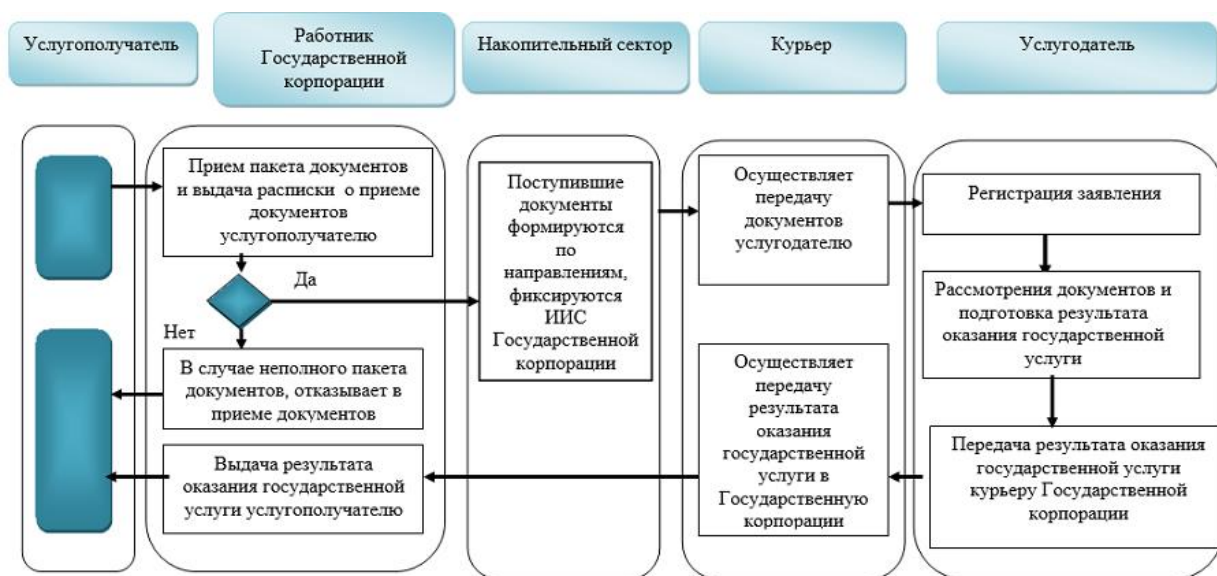 Услугополучатель
Работник
Государственной
корпорации
Накопительный сектор
Курьер
Услугодатель
Прием пакета документов
и выдача расписки о приеме
документов
услугополучателю
Да
Нет
В случае неполного пакета
документов, отказывает в
приеме документов
Выдача результата
оказания государственной
услуги услугополучателю
Поступившие
документы
формируются
по
направлениям,
фиксируются
ИИС
Государственной
корпорации
Осуществляет
передачу
документов
услугодателю
Осуществляет
передачу
результата
оказания
государственной
услуги в
Государственную
корпорации
Регистрация заявления
Рассмотрения документов и
подготовка результата
оказания государственной
услуги
Передача результата оказания
государственной услуги
курьеру Государственной
корпорации